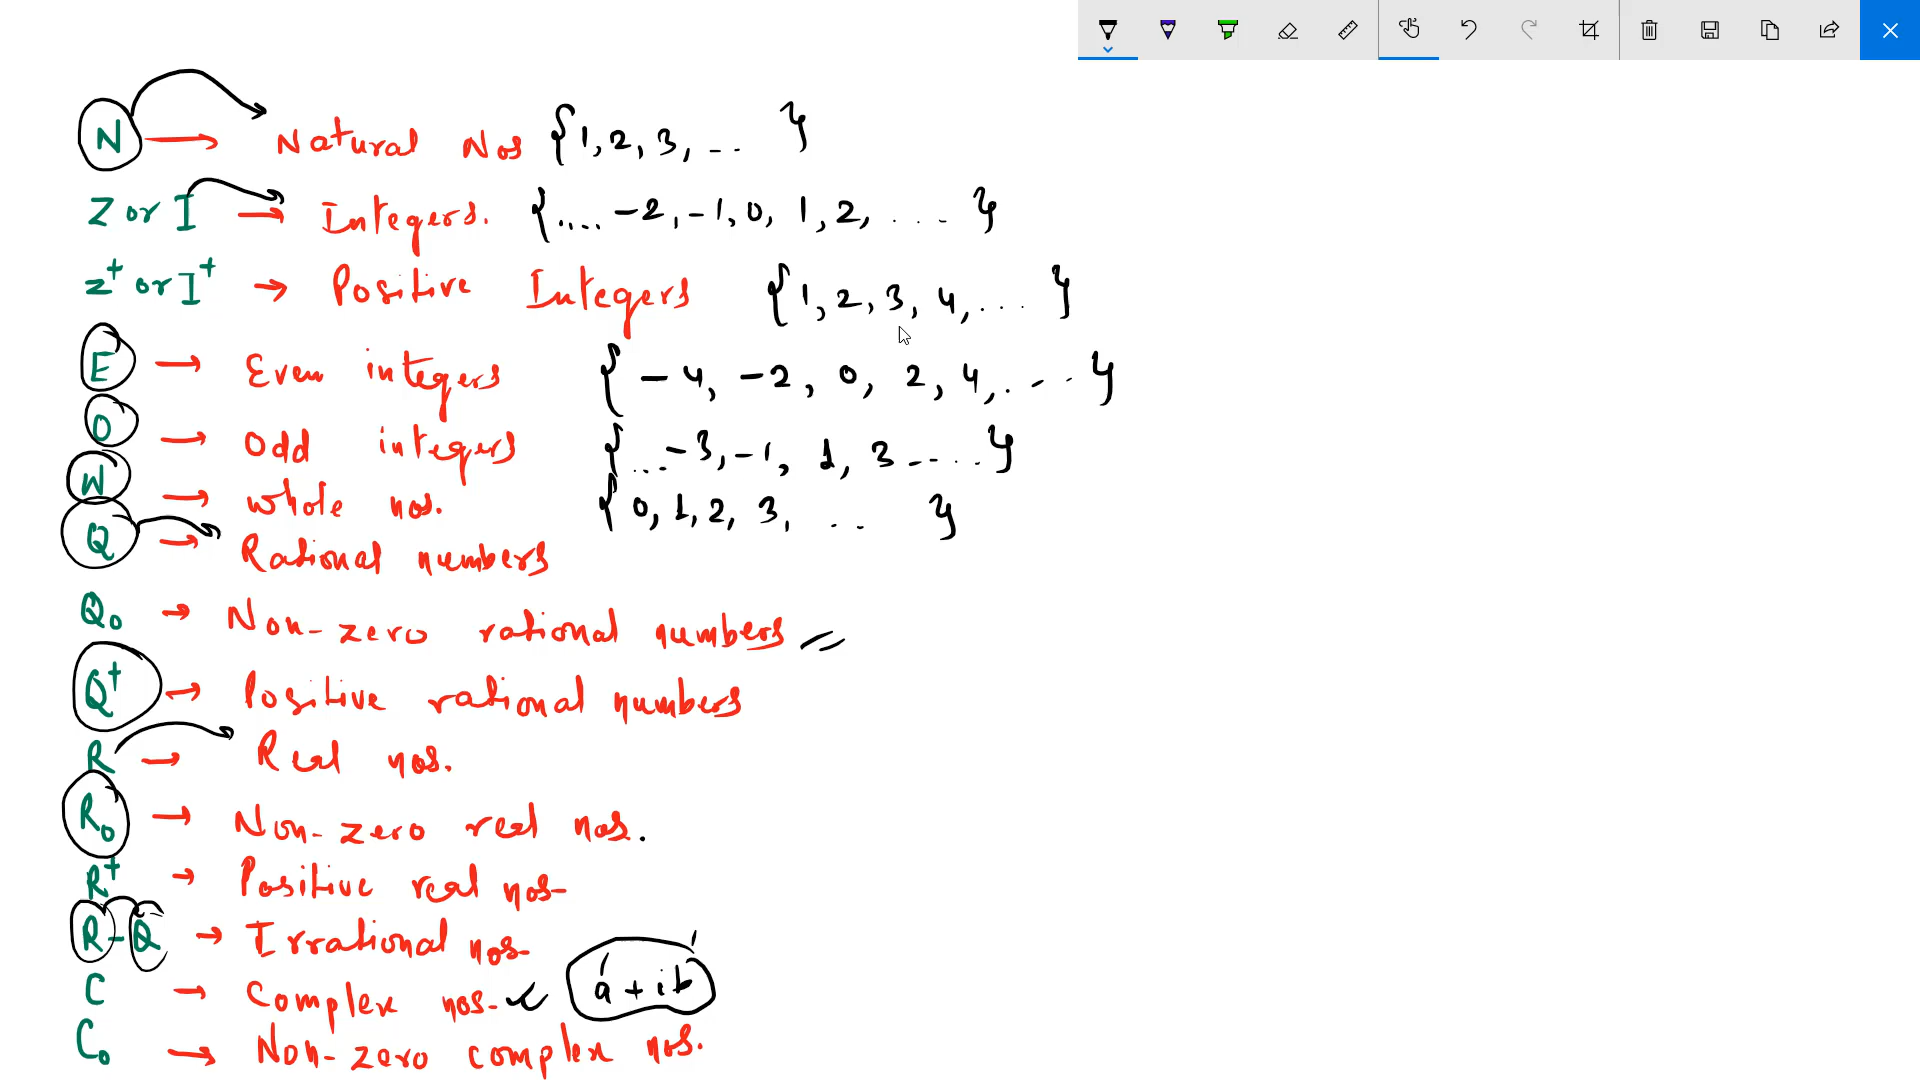 N → Natural Nos {1, 2, 3, ... }
Z or I → Integers. {.... -2, -1, 0, 1, 2, .... }
Z⁺ or I⁺ → Positive Integers {1, 2, 3, 4, .... }
E → Even integers { -4, -2, 0, 2, 4, .... }
O → Odd integers {... -3, -1, 1, 3 ..... }
W → whole nos. {0, 1, 2, 3, ... }
Q → Rational numbers
Q₀ → Non-zero rational numbers
Q⁺ → Positive rational numbers
R → Real nos.
R₀ → Non-zero real nos.
R⁺ → Positive real nos-
R-Q → Irrational nos-
C → Complex nos- a + ib
C₀ → Non-zero complex nos.